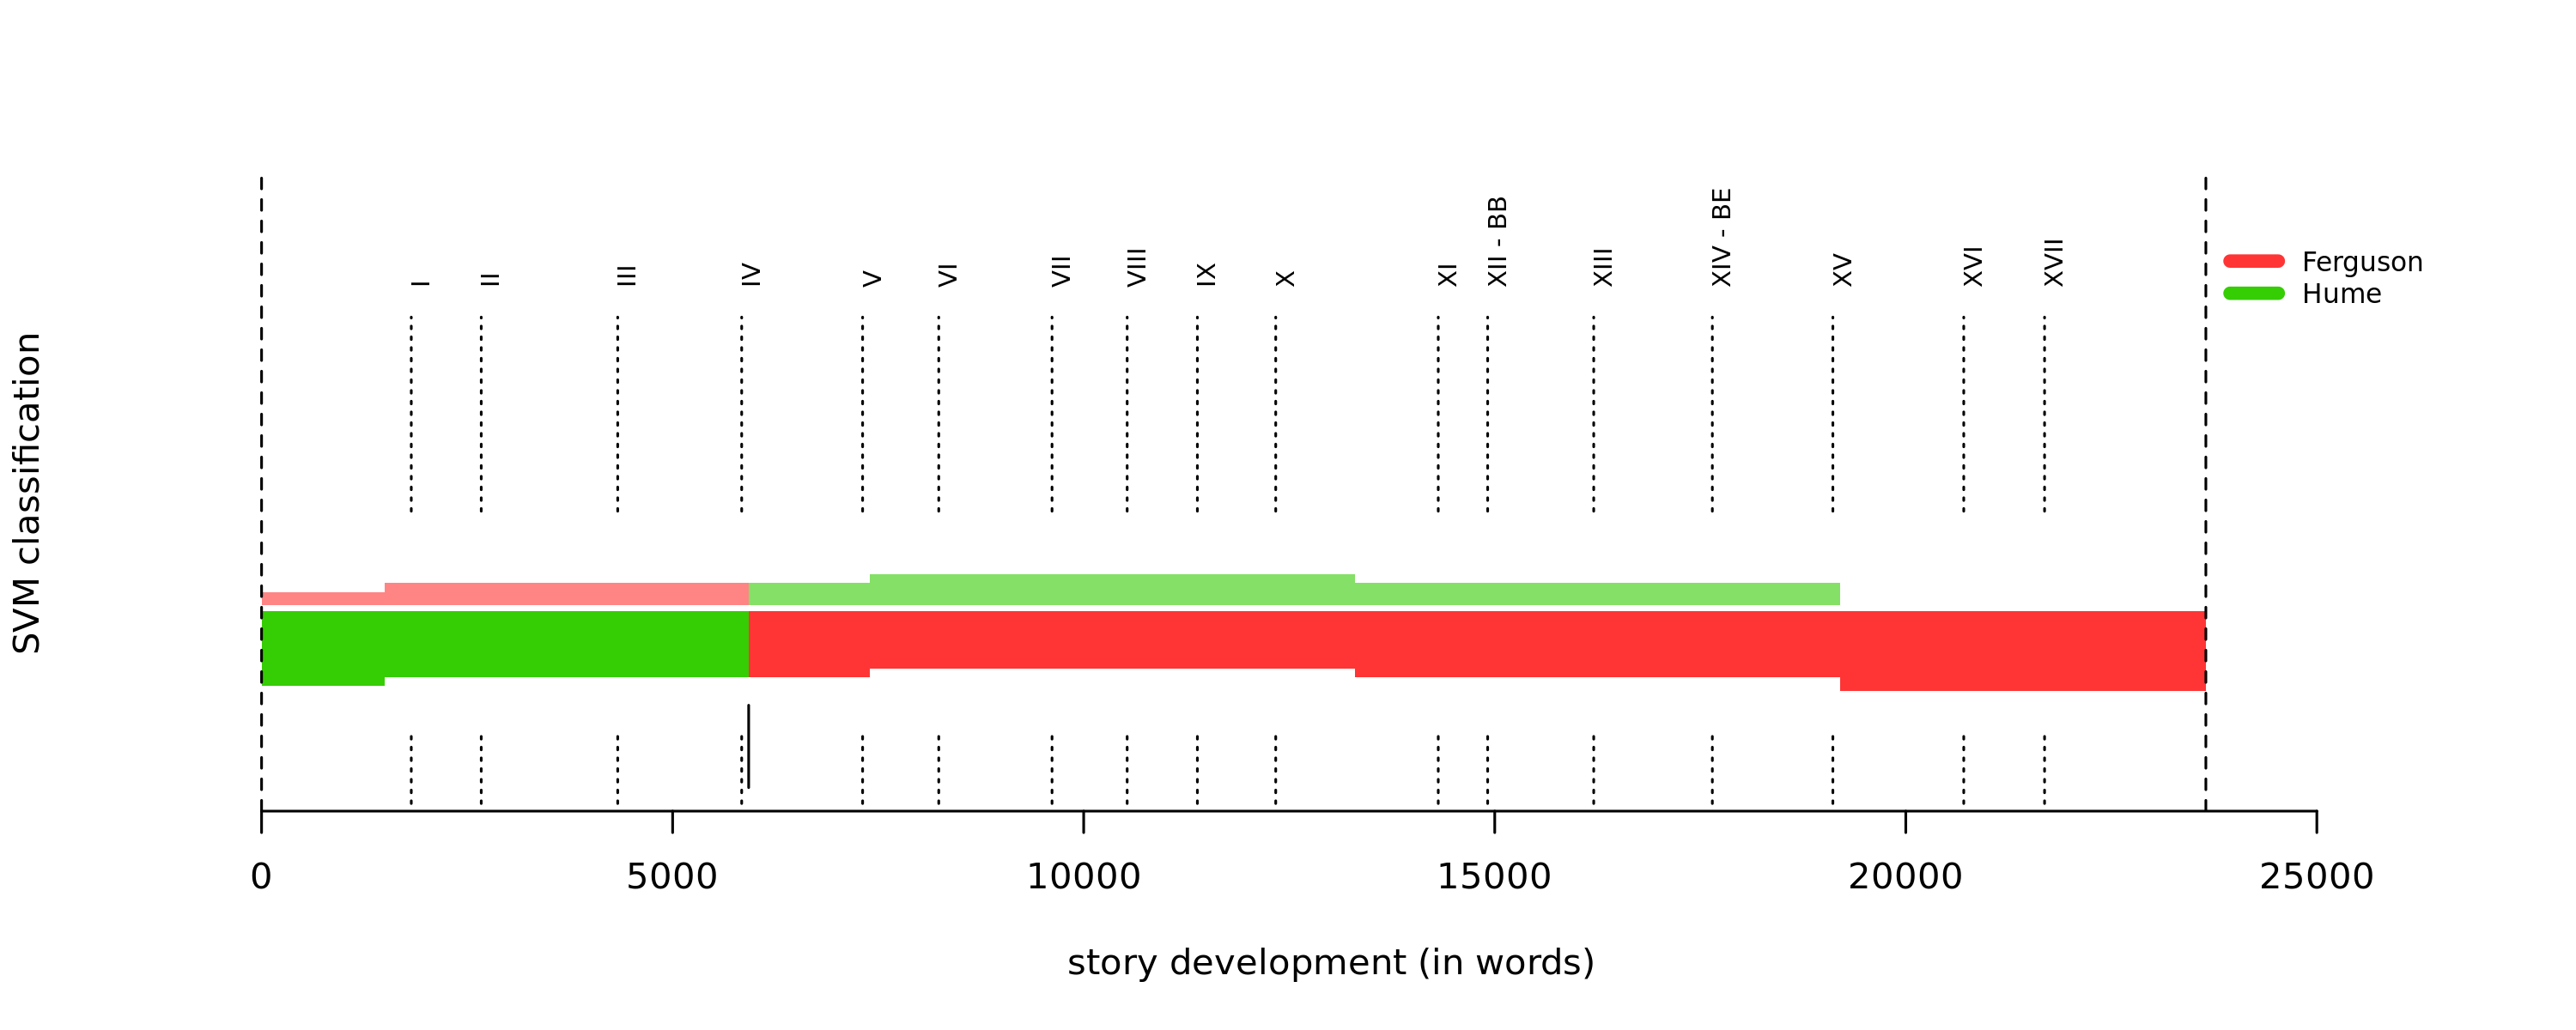 I
II
III
IV
V
VI
VII
VIII
IX
X
XI
XII - BB
XIII
XIV - BE
XV
XVI
XVII
Ferguson
Hume
SVM classification
0
5000
10000
15000
20000
25000
story development (in words)